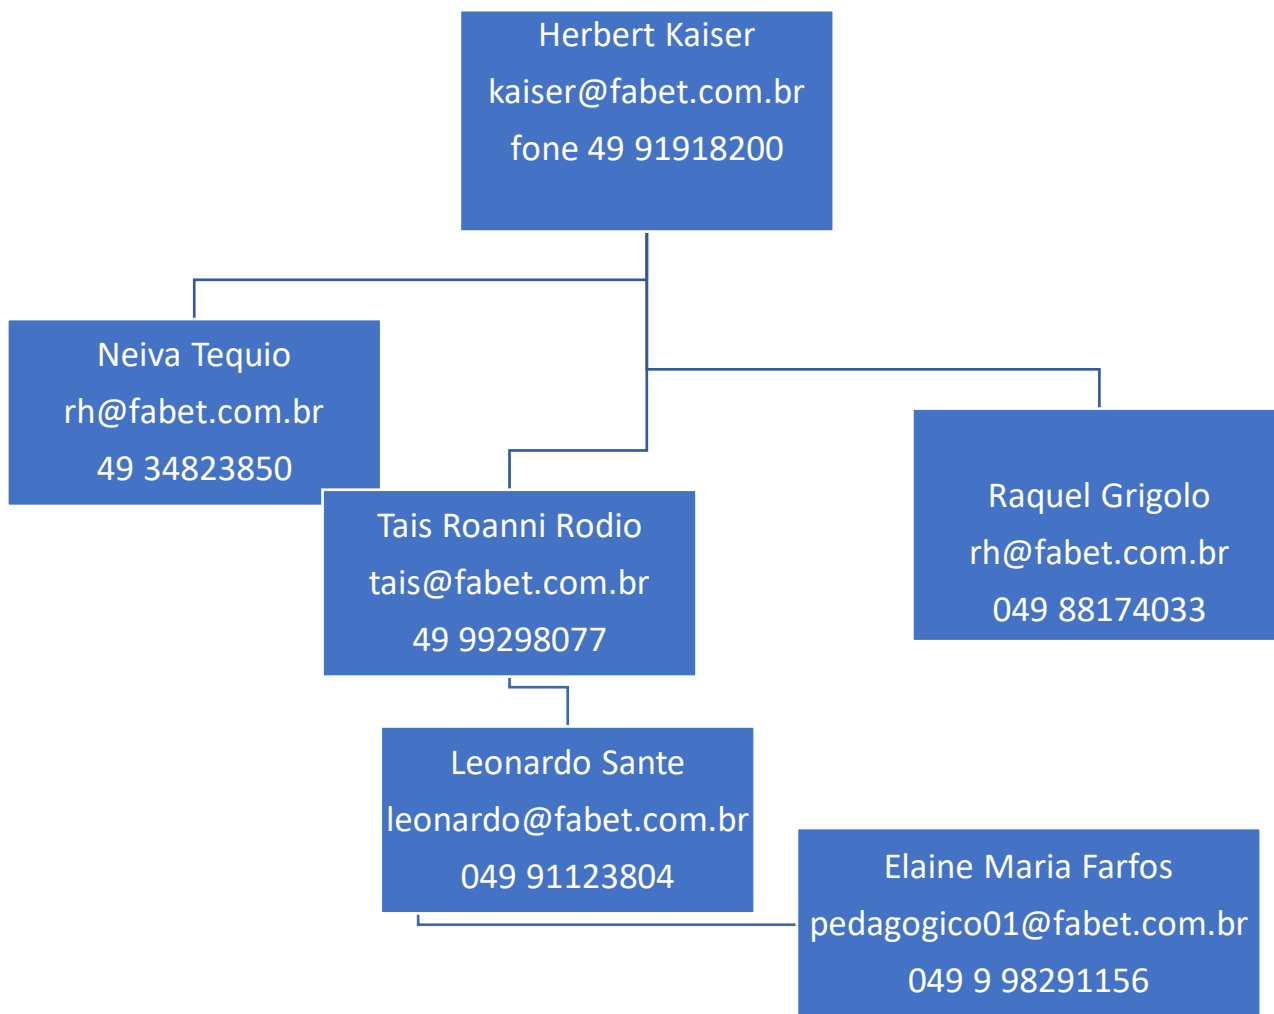 Herbert Kaiser
kaiser@fabet.com.br
fone 49 91918200
Neiva Tequio
rh@fabet.com.br
49 34823850
Tais Roanni Rodio
tais@fabet.com.br
49 99298077
Raquel Grigolo
rh@fabet.com.br
049 88174033
Leonardo Sante
leonardo@fabet.com.br
049 91123804
Elaine Maria Farfos
pedagogico01@fabet.com.br
049 9 98291156